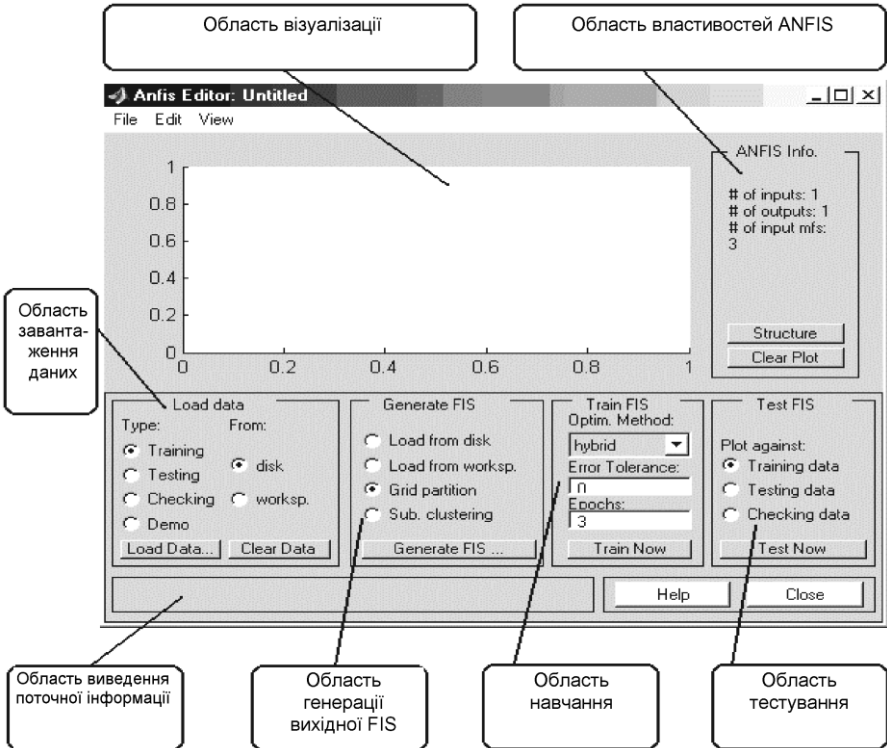 Область візуалізації
Область властивостей ANFIS
Anfis Editor: Untitled
File Edit View
ANFIS Info.
# of inputs: 1
# of outputs: 1
# of input mfs:
3
Structure
Clear Plot
1
0.8
0.6
0.4
0.2
0
0 0.2 0.4 0.6 0.8 1
Область
заванта-
ження
даних
Load data
Type: From:
Training
Testing
Checking
Demo
disk
worksp.
Load Data... Clear Data
Generate FIS
Load from disk
Load from worksp.
Grid partition
Sub. clustering
Generate FIS ...
Train FIS
Optim. Method:
hybrid
Error Tolerance:
0
Epochs:
3
Train Now
Test FIS
Plot against:
Training data
Testing data
Checking data
Test Now
Help Close
Область виведення
поточної інформації
Область
генерації
вихідної FIS
Область
навчання
Область
тестування